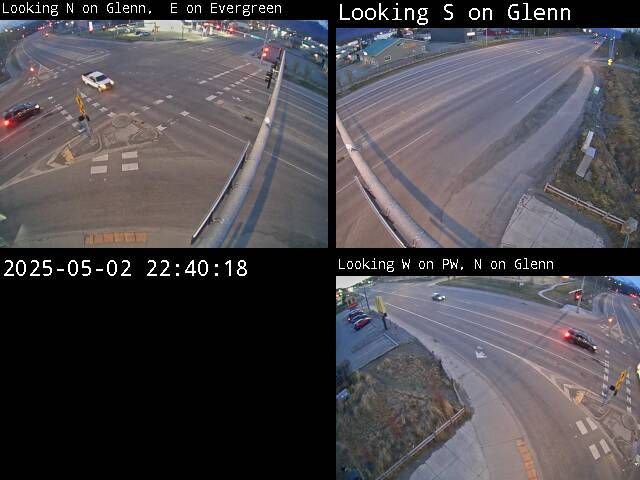 Looking N on Glenn,  E on Evergreen
Looking S on Glenn
2025-05-02 22:40:18
Looking W on PW, N on Glenn